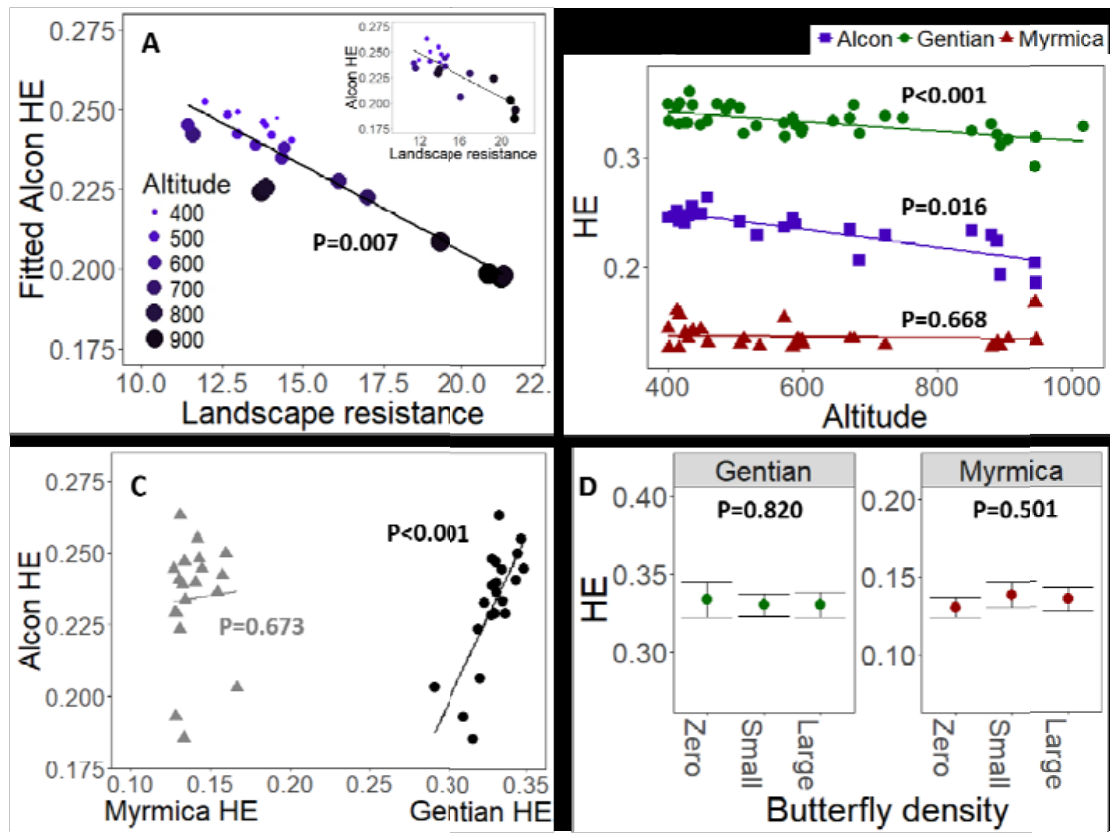 A
0.275
0.250
0.225
0.200
0.175
Fitted Alcon HE
10.0 12.5 15.0 17.5 20.0 22.
Landscape resistance
Altitude
400
500
600
700
800
900
P=0.007
Alcon HE
0.250
0.225
0.200
0.175
12 14 16 20
Landscape resistance
Alcon Gentian Myrmica
HE
0.3
0.2
P<0.001
P=0.016
P=0.668
400 600 800 1000
Altitude
C
Alcon HE
0.275
0.250
0.225
0.200
0.175
P<0.001
P=0.673
0.10 0.15 0.20 0.25 0.30 0.35
Myrmica HE Gentian HE
D
Gentian Myrmica
P=0.820 P=0.501
HE
0.40
0.35
0.30
0.20
0.15
0.10
Zero Small Large Zero Small Large
Butterfly density